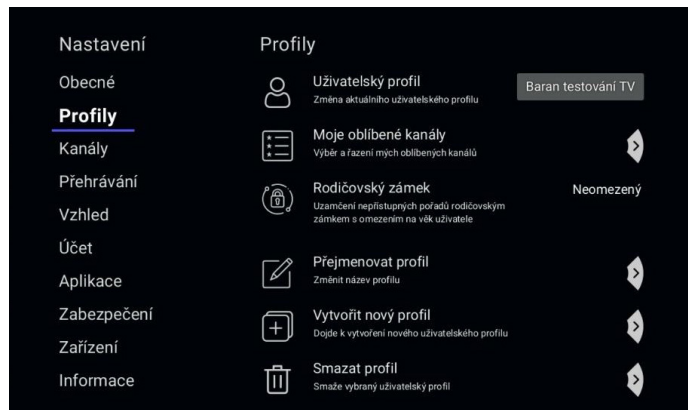 Nastavení
Obecné
Profily
Kanály
Přehrávání
Vzhled
Účet
Aplikace
Zabezpečení
Zařízení
Informace
Profily
Uživatelský profil
Změna aktuálního uživatelského profilu
Baran testování TV
Moje oblíbené kanály
Výběr a řazení mých oblíbených kanálů
Rodičovský zámek
Uzamčení nepřístupných pořadů rodičovským
zámkem s omezením na věk uživatele
Neomezený
Přejmenovat profil
Změnit název profilu
Vytvořit nový profil
Dojde k vytvoření nového uživatelského profilu
Smazat profil
Smaže vybraný uživatelský profil